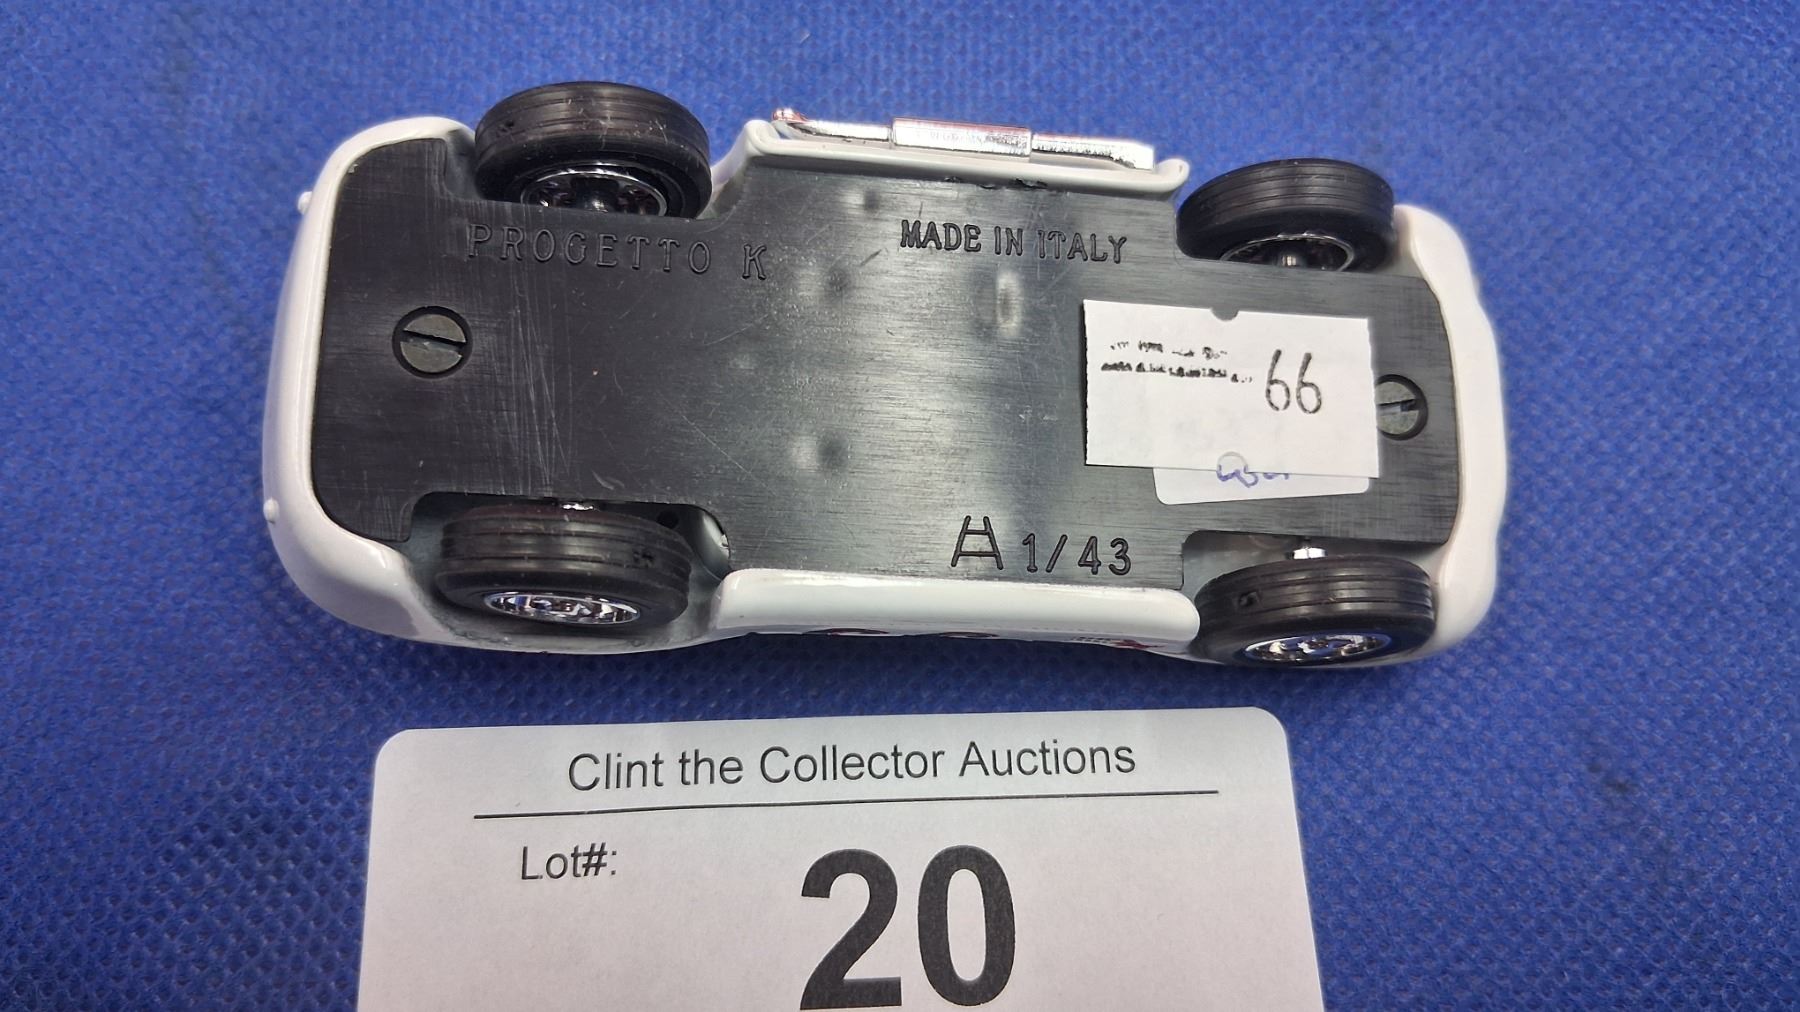 PROGETTO K
MADE IN ITALY
66
1/43
Clint the Collector Auctions
Lot#:
20